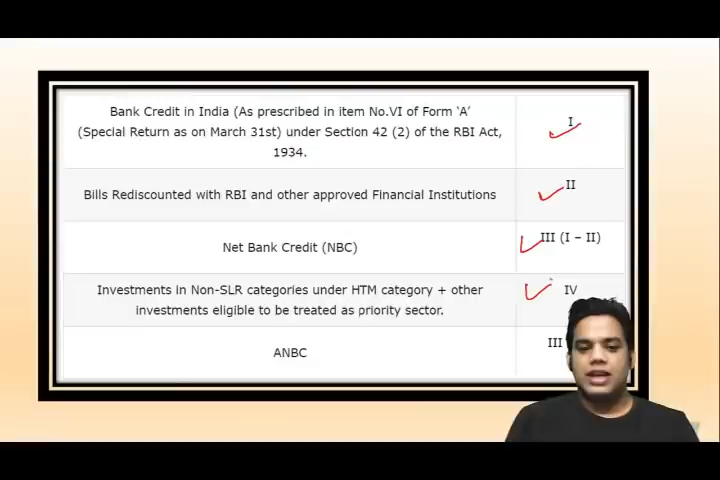 Bank Credit in India (As prescribed in item No.VI of Form ‘A’
(Special Return as on March 31st) under Section 42 (2) of the RBI Act,
1934.
I
Bills Rediscounted with RBI and other approved Financial Institutions
II
Net Bank Credit (NBC)
III (I – II)
Investments in Non-SLR categories under HTM category + other
investments eligible to be treated as priority sector.
IV
ANBC
III